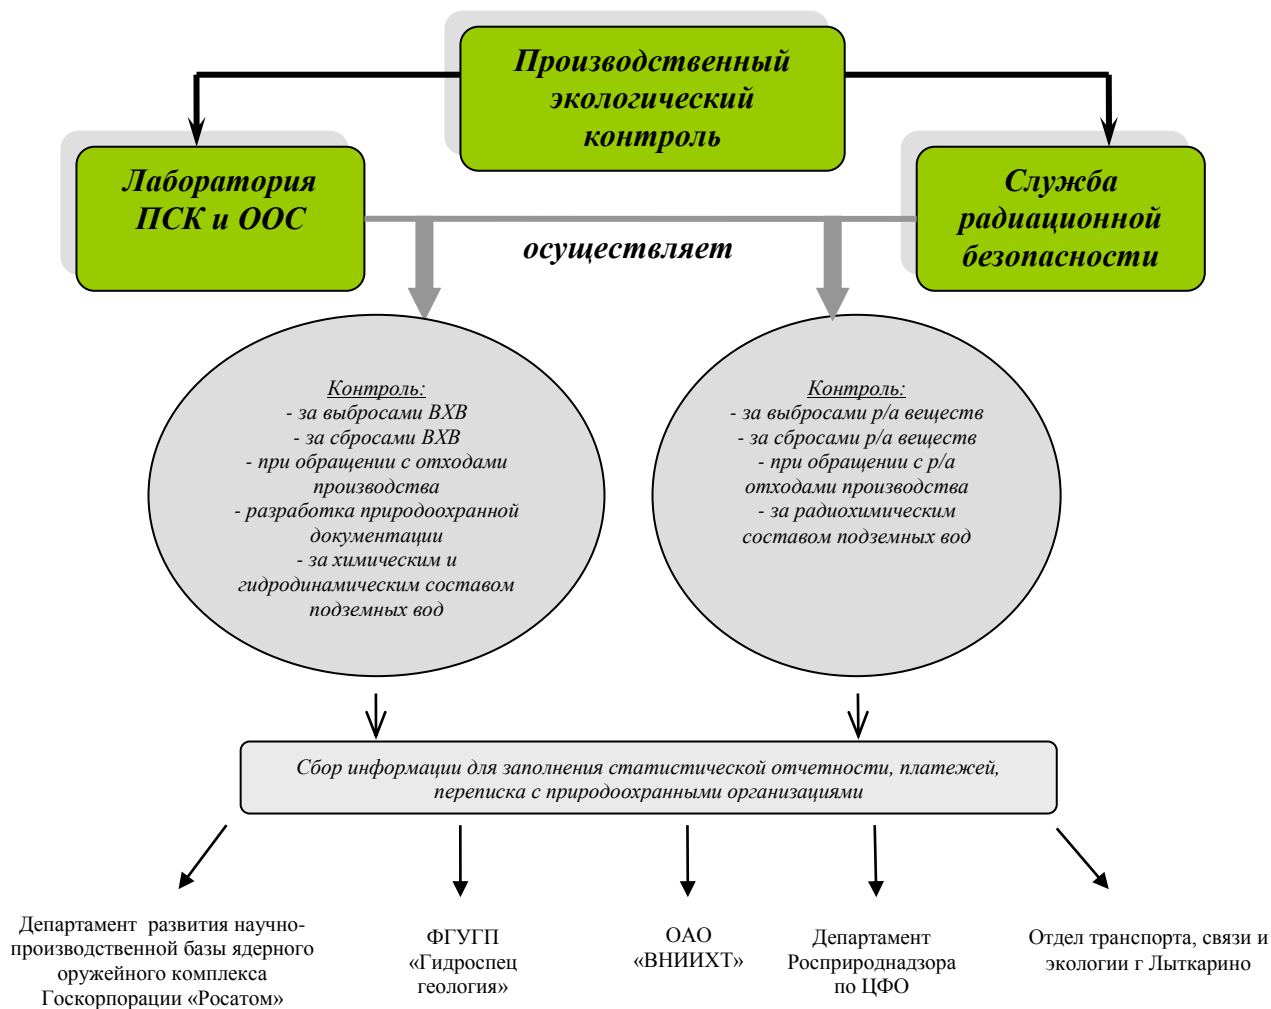 Производственный
экологический
контроль
Лаборатория
ПСК и ООС
Служба
радиационной
безопасности
осуществляет
Контроль:
- за выбросами ВХВ
- за сбросами ВХВ
- при обращении с отходами
производства
- разработка природоохранной
документации
- за химическим и
гидродинамическим составом
подземных вод
Контроль:
- за выбросами р/а веществ
- за сбросами р/а веществ
- при обращении с р/а
отходами производства
- за радиохимическим
составом подземных вод
Сбор информации для заполнения статистической отчетности, платежей,
переписка с природоохранными организациями
Департамент развития научно-
производственной базы ядерного
оружейного комплекса
Госкорпорации «Росатом»
ФГУГП
«Гидроспец
геология»
ОАО
«ВНИИХТ»
Департамент
Росприроднадзора
по ЦФО
Отдел транспорта, связи и
экологии г Лыткарино